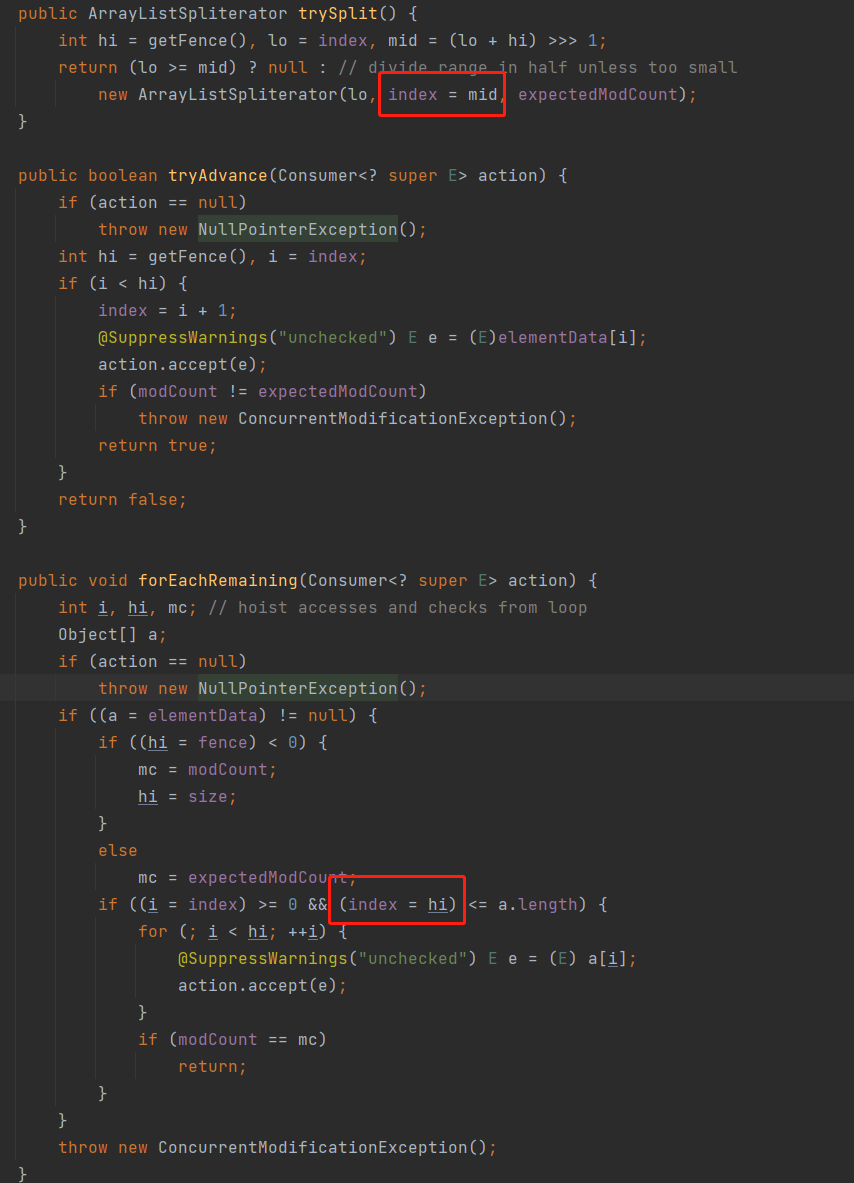 public ArrayListSpliterator trySplit() {
int hi = getFence(), lo = index, mid = (lo + hi) >>> 1;
return (lo >= mid) ? null : // divide range in half unless too small
new ArrayListSpliterator(lo, index = mid, expectedModCount);
}
public boolean tryAdvance(Consumer<? super E> action) {
if (action == null)
throw new NullPointerException();
int hi = getFence(), i = index;
if (i < hi) {
index = i + 1;
@SuppressWarnings("unchecked") E e = (E)elementData[i];
action.accept(e);
if (modCount != expectedModCount)
throw new ConcurrentModificationException();
return true;
}
return false;
}
public void forEachRemaining(Consumer<? super E> action) {
int i, hi, mc; // hoist accesses and checks from loop
Object[] a;
if (action == null)
throw new NullPointerException();
if ((a = elementData) != null) {
if ((hi = fence) < 0) {
mc = modCount;
hi = size;
}
else
mc = expectedModCount;
if ((i = index) >= 0 && (index = hi) <= a.length) {
for (; i < hi; ++i) {
@SuppressWarnings("unchecked") E e = (E) a[i];
action.accept(e);
}
if (modCount == mc)
return;
}
}
throw new ConcurrentModificationException();
}